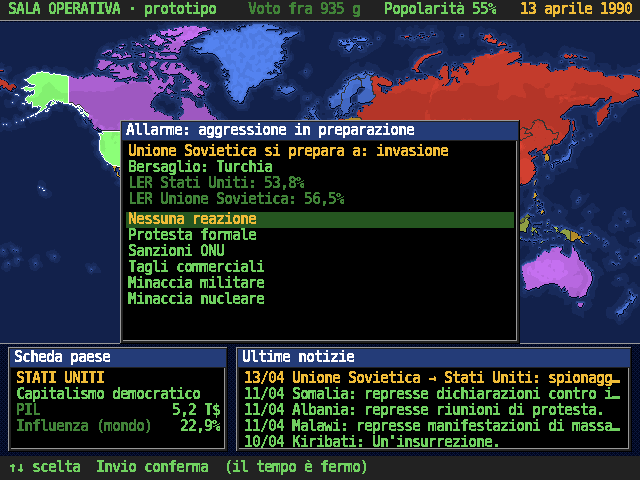 SALA OPERATIVA · prototipo Voto fra 935 g Popolarità 55% 13 aprile 1990
Allarme: aggressione in preparazione
Unione Sovietica si prepara a: invasione
Bersaglio: Turchia
LER Stati Uniti: 53,8%
LER Unione Sovietica: 56,5%
Nessuna reazione
Protesta formale
Sanzioni ONU
Tagli commerciali
Minaccia militare
Minaccia nucleare
Scheda paese
STATI UNITI
Capitalismo democratico
PIL 5,2 T$
Influenza (mondo) 22,9%
Ultime notizie
13/04 Unione Sovietica → Stati Uniti: spionagg…
11/04 Somalia: represse dichiarazioni contro i…
11/04 Albania: represse riunioni di protesta.
11/04 Malawi: represse manifestazioni di massa…
10/04 Kiribati: Un'insurrezione.
↑↓ scelta Invio conferma (il tempo è fermo)